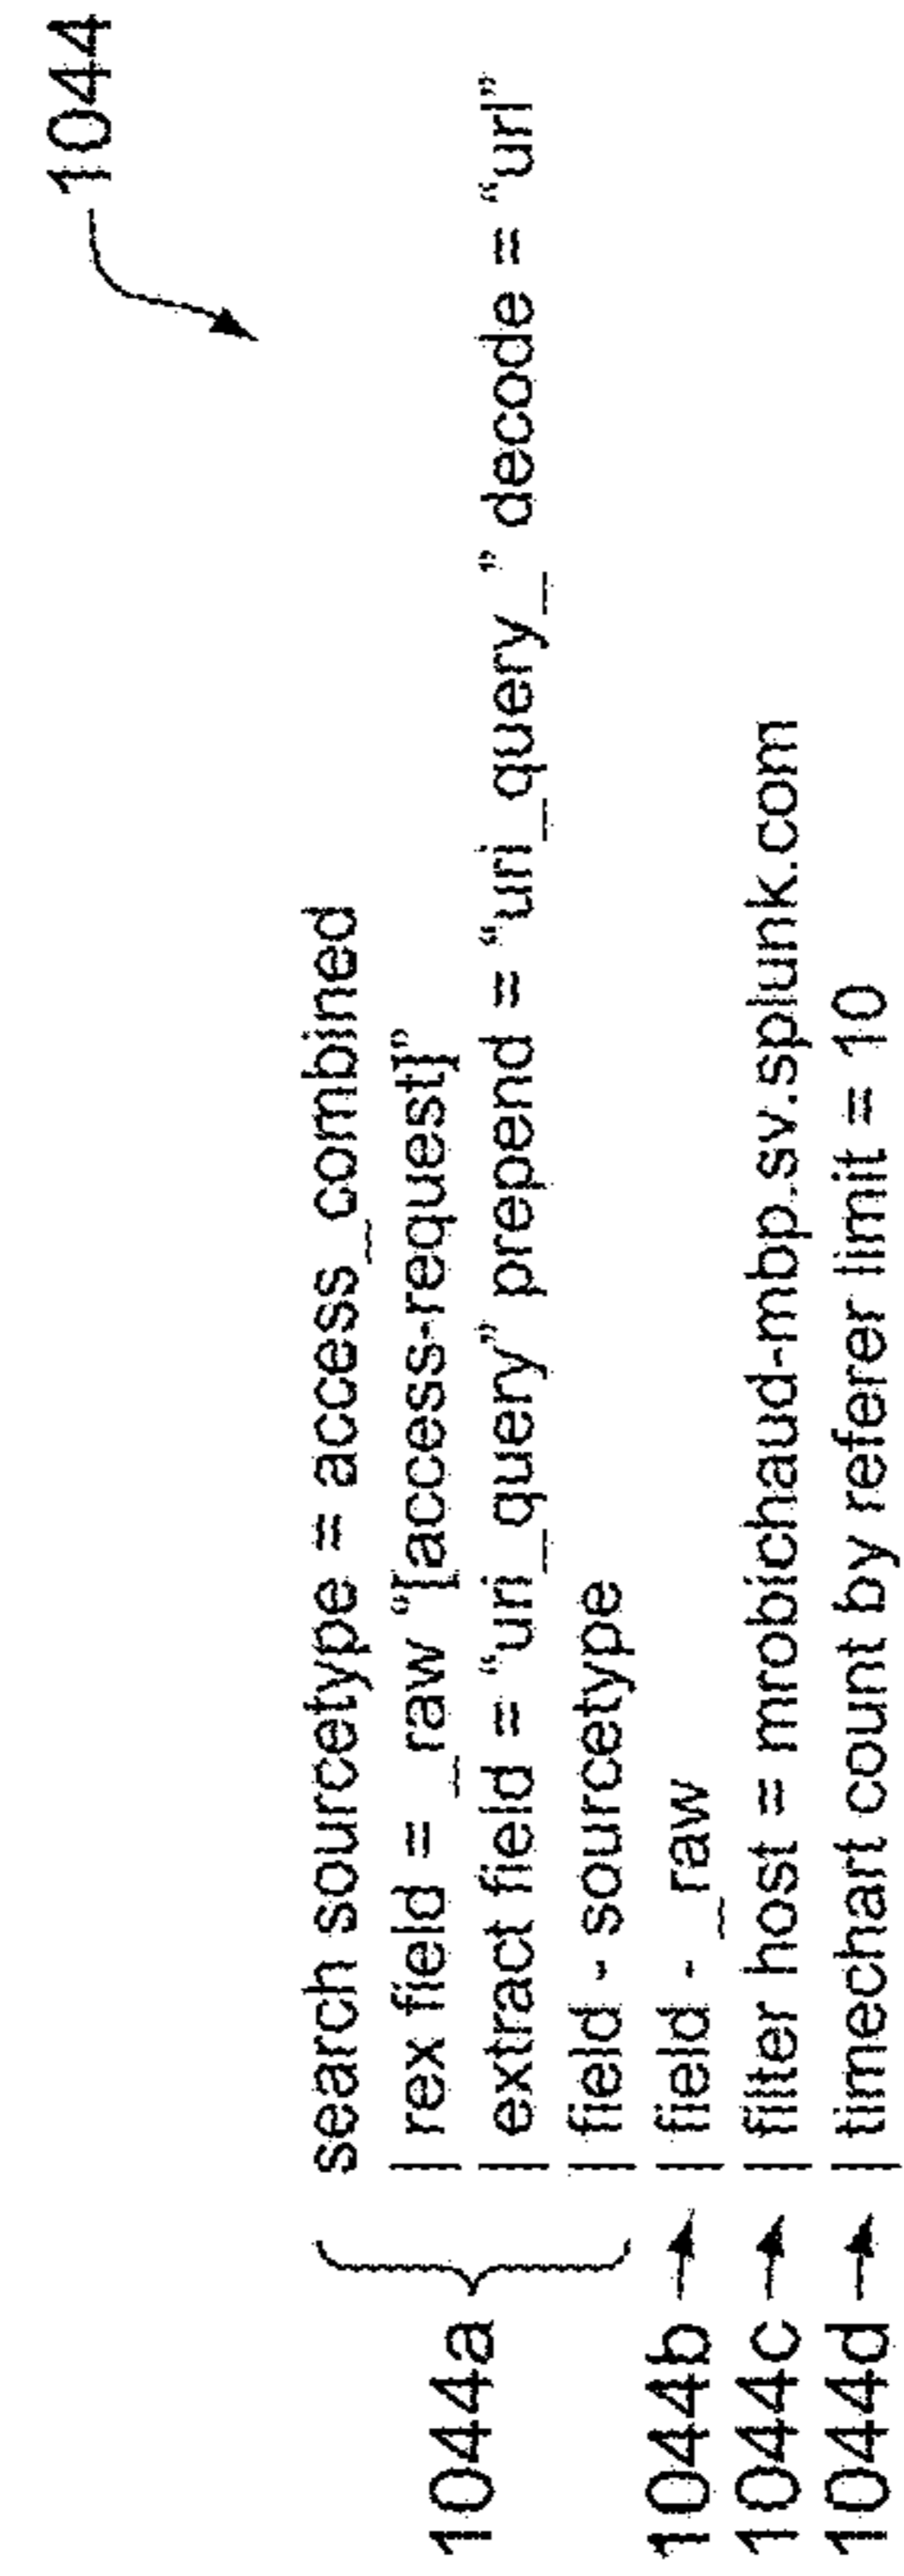 1044
search sourcetype = access_combined
| rex field = _raw “[access-request]”
| extract field = “uri_query” prepend = “uri_query_” decode = “url”
| field - sourcetype
| field - _raw
| filter host = mrobichaud-mbp.sv.splunk.com
| timechart count by referer limit = 10
1044a
1044b
1044c
1044d